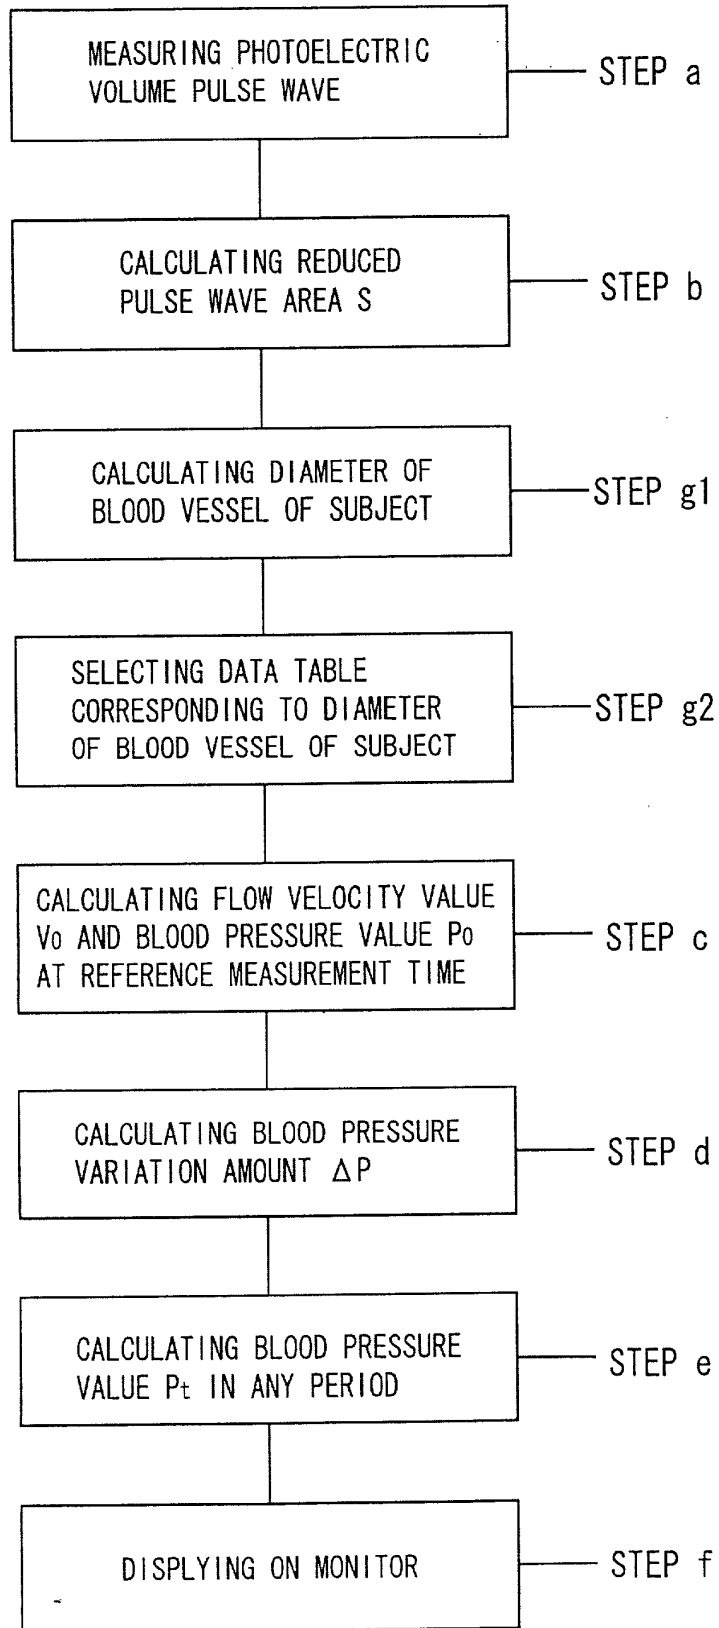 MEASURING PHOTOELECTRIC
VOLUME PULSE WAVE
STEP a
CALCULATING REDUCED
PULSE WAVE AREA S
STEP b
CALCULATING DIAMETER OF
BLOOD VESSEL OF SUBJECT
STEP g1
SELECTING DATA TABLE
CORRESPONDING TO DIAMETER
OF BLOOD VESSEL OF SUBJECT
STEP g2
CALCULATING FLOW VELOCITY VALUE
V0 AND BLOOD PRESSURE VALUE P0
AT REFERENCE MEASUREMENT TIME
STEP c
CALCULATING BLOOD PRESSURE
VARIATION AMOUNT ΔP
STEP d
CALCULATING BLOOD PRESSURE
VALUE Pt IN ANY PERIOD
STEP e
DISPLYING ON MONITOR
STEP f